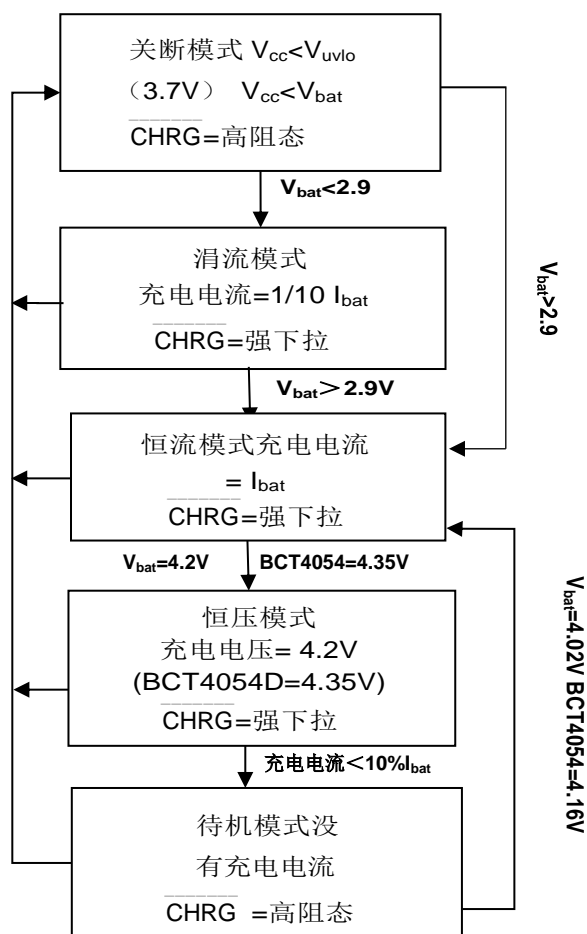 关断模式 Vcc<Vuvlo
（3.7V） Vcc<Vbat
CHRG=高阻态
Vbat<2.9
涓流模式
充电电流=1/10 Ibat
CHRG=强下拉
Vbat>2.9
Vbat＞2.9V
恒流模式充电电流
= Ibat
CHRG=强下拉
Vbat=4.2V BCT4054=4.35V
恒压模式
充电电压= 4.2V
(BCT4054D=4.35V)
CHRG=强下拉
Vbat=4.02V BCT4054=4.16V
充电电流＜10%Ibat
待机模式没
有充电电流
CHRG =高阻态